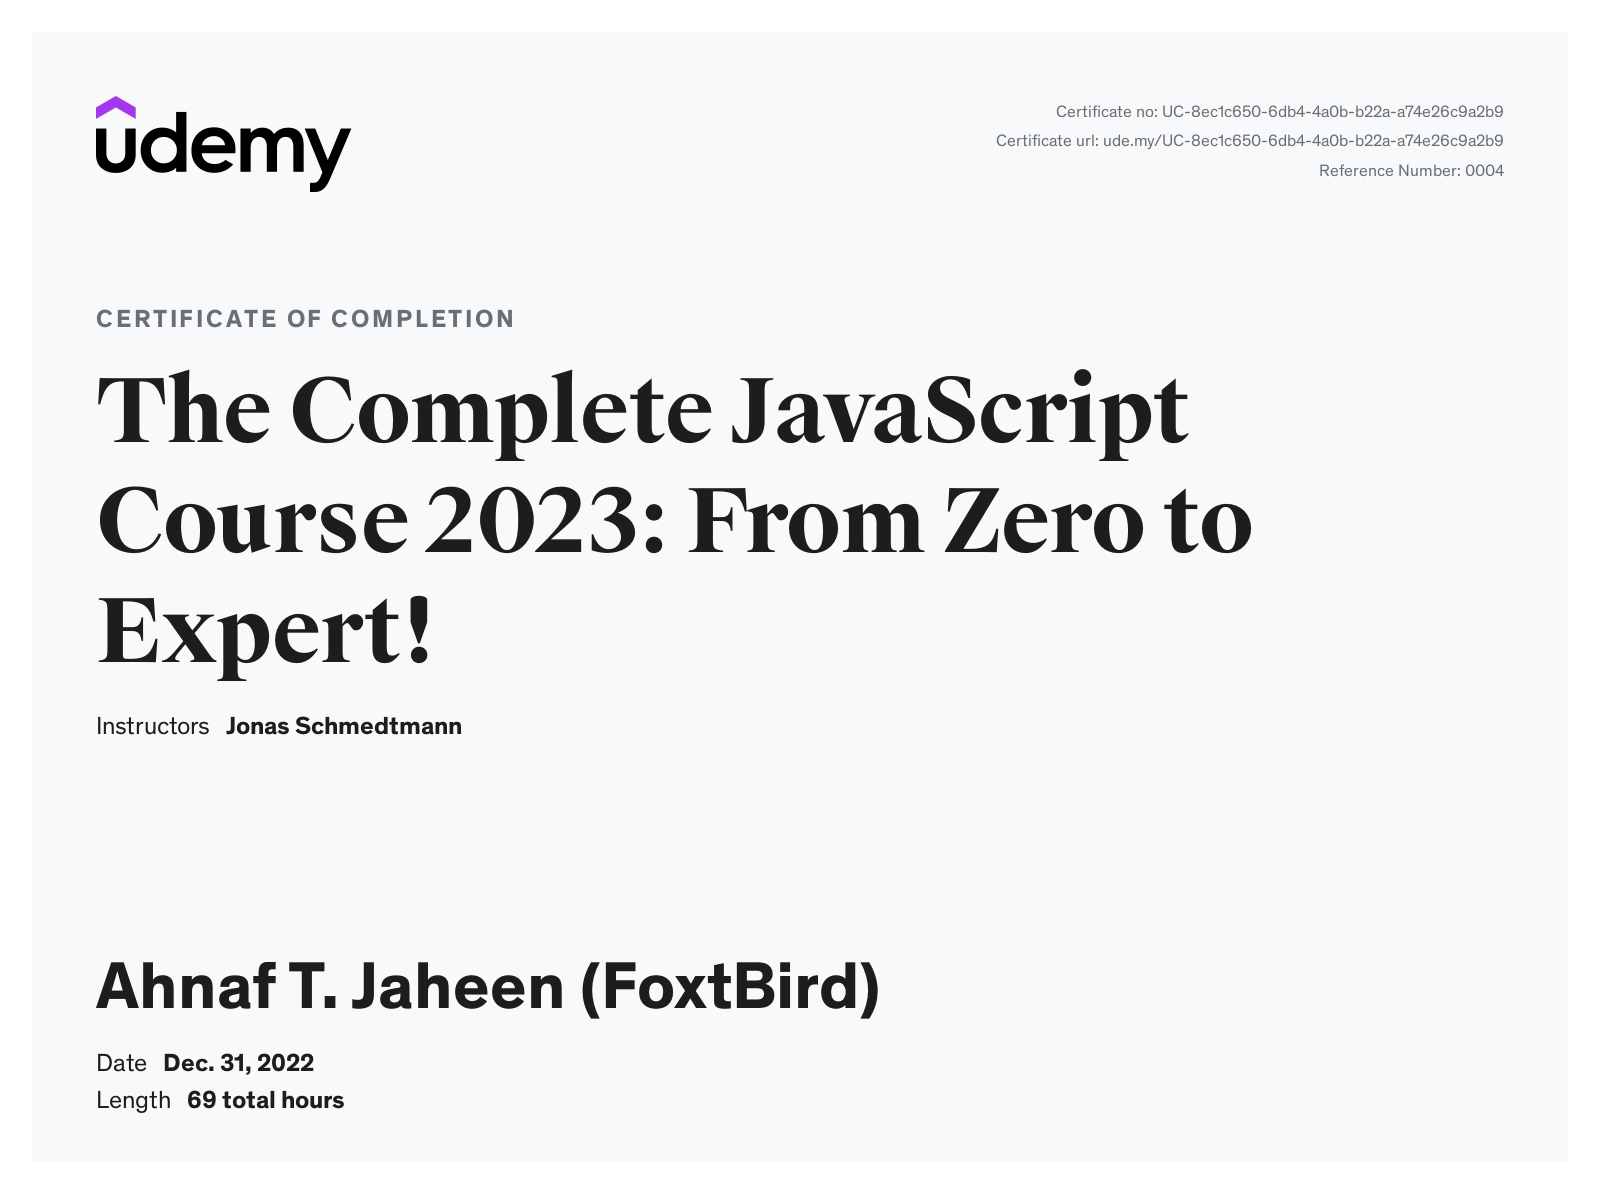 udemy
Certificate no: UC-8ec1c650-6db4-4a0b-b22a-a74e26c9a2b9
Certificate url: ude.my/UC-8ec1c650-6db4-4a0b-b22a-a74e26c9a2b9
Reference Number: 0004
CERTIFICATE OF COMPLETION
The Complete JavaScript
Course 2023: From Zero to
Expert!
Instructors Jonas Schmedtmann
Ahnaf T. Jaheen (FoxtBird)
Date Dec. 31, 2022
Length 69 total hours